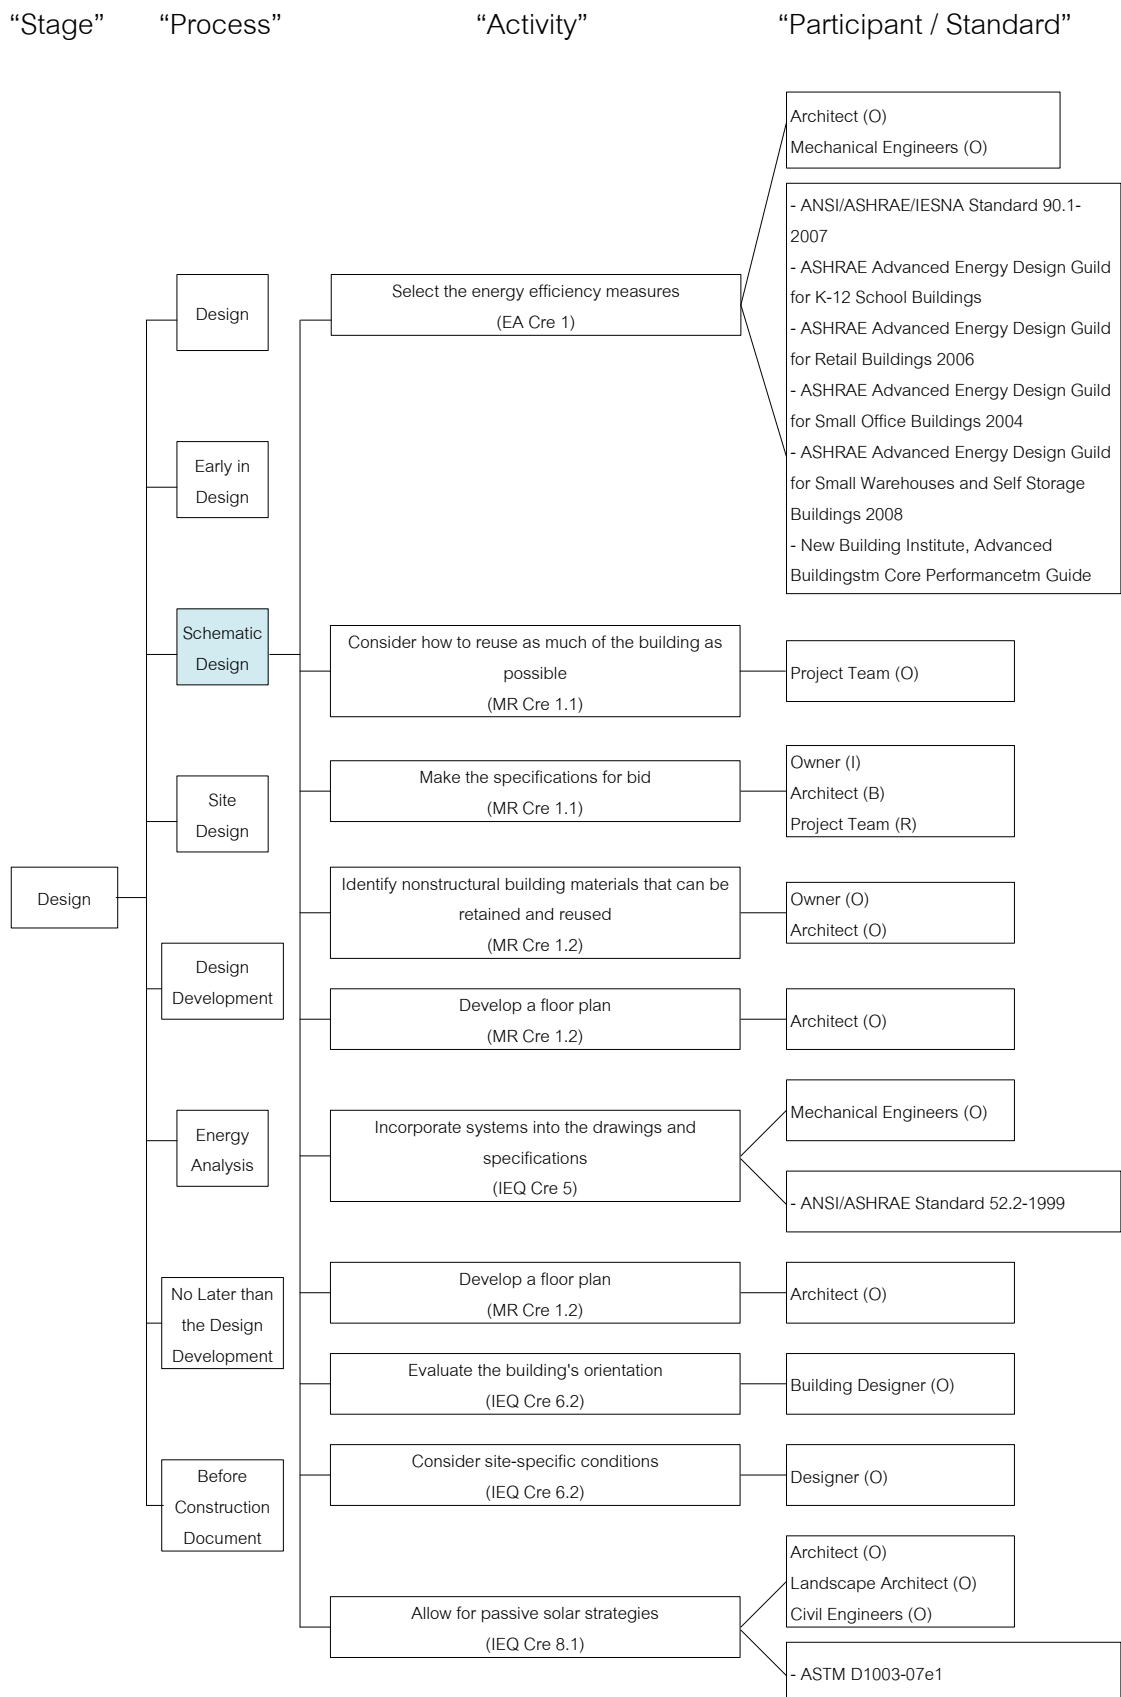 “Stage”
“Process”
“Activity”
“Participant / Standard”
Design
Design
Early in
Design
Schematic
Design
Site
Design
Design
Development
Energy
Analysis
No Later than
the Design
Development
Before
Construction
Document
Select the energy efficiency measures
(EA Cre 1)
Architect (O)
Mechanical Engineers (O)
- ANSI/ASHRAE/IESNA Standard 90.1-
2007
- ASHRAE Advanced Energy Design Guild
for K-12 School Buildings
- ASHRAE Advanced Energy Design Guild
for Retail Buildings 2006
- ASHRAE Advanced Energy Design Guild
for Small Office Buildings 2004
- ASHRAE Advanced Energy Design Guild
for Small Warehouses and Self Storage
Buildings 2008
- New Building Institute, Advanced
Buildingstm Core Performancetm Guide
Consider how to reuse as much of the building as
possible
(MR Cre 1.1)
Project Team (O)
Make the specifications for bid
(MR Cre 1.1)
Owner (I)
Architect (B)
Project Team (R)
Identify nonstructural building materials that can be
retained and reused
(MR Cre 1.2)
Owner (O)
Architect (O)
Develop a floor plan
(MR Cre 1.2)
Architect (O)
Incorporate systems into the drawings and
specifications
(IEQ Cre 5)
Mechanical Engineers (O)
- ANSI/ASHRAE Standard 52.2-1999
Develop a floor plan
(MR Cre 1.2)
Architect (O)
Evaluate the building's orientation
(IEQ Cre 6.2)
Building Designer (O)
Consider site-specific conditions
(IEQ Cre 6.2)
Designer (O)
Allow for passive solar strategies
(IEQ Cre 8.1)
Architect (O)
Landscape Architect (O)
Civil Engineers (O)
- ASTM D1003-07e1